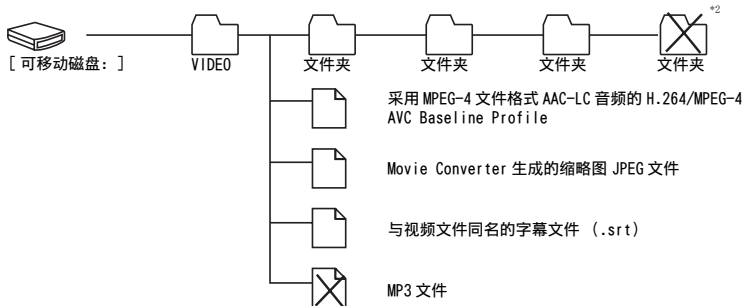 *2
[可移动磁盘：]
VIDEO
文件夹
文件夹
文件夹
文件夹
采用 MPEG-4 文件格式 AAC-LC 音频的 H.264/MPEG-4
AVC Baseline Profile
Movie Converter 生成的缩略图 JPEG 文件
与视频文件同名的字幕文件 （.srt）
MP3 文件